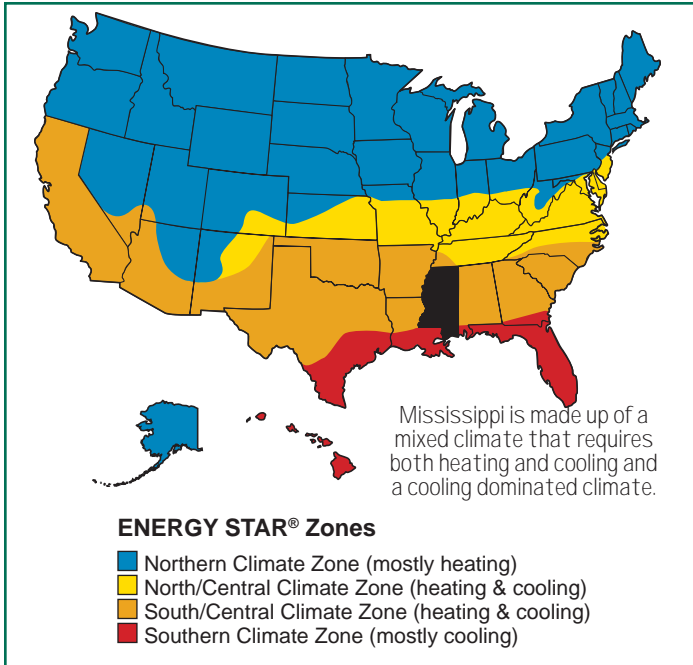 Mississippi is made up of a
mixed climate that requires
both heating and cooling and
a cooling dominated climate.
ENERGY STAR® Zones
Northern Climate Zone (mostly heating)
North/Central Climate Zone (heating & cooling)
South/Central Climate Zone (heating & cooling)
Southern Climate Zone (mostly cooling)